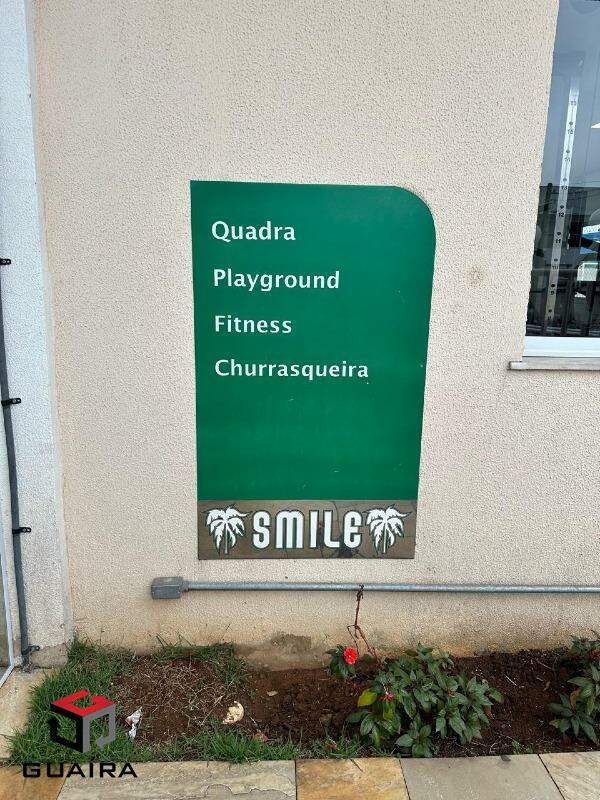 Quadra
Playground
Fitness
Churrasqueira
SMILE
GUAIRA